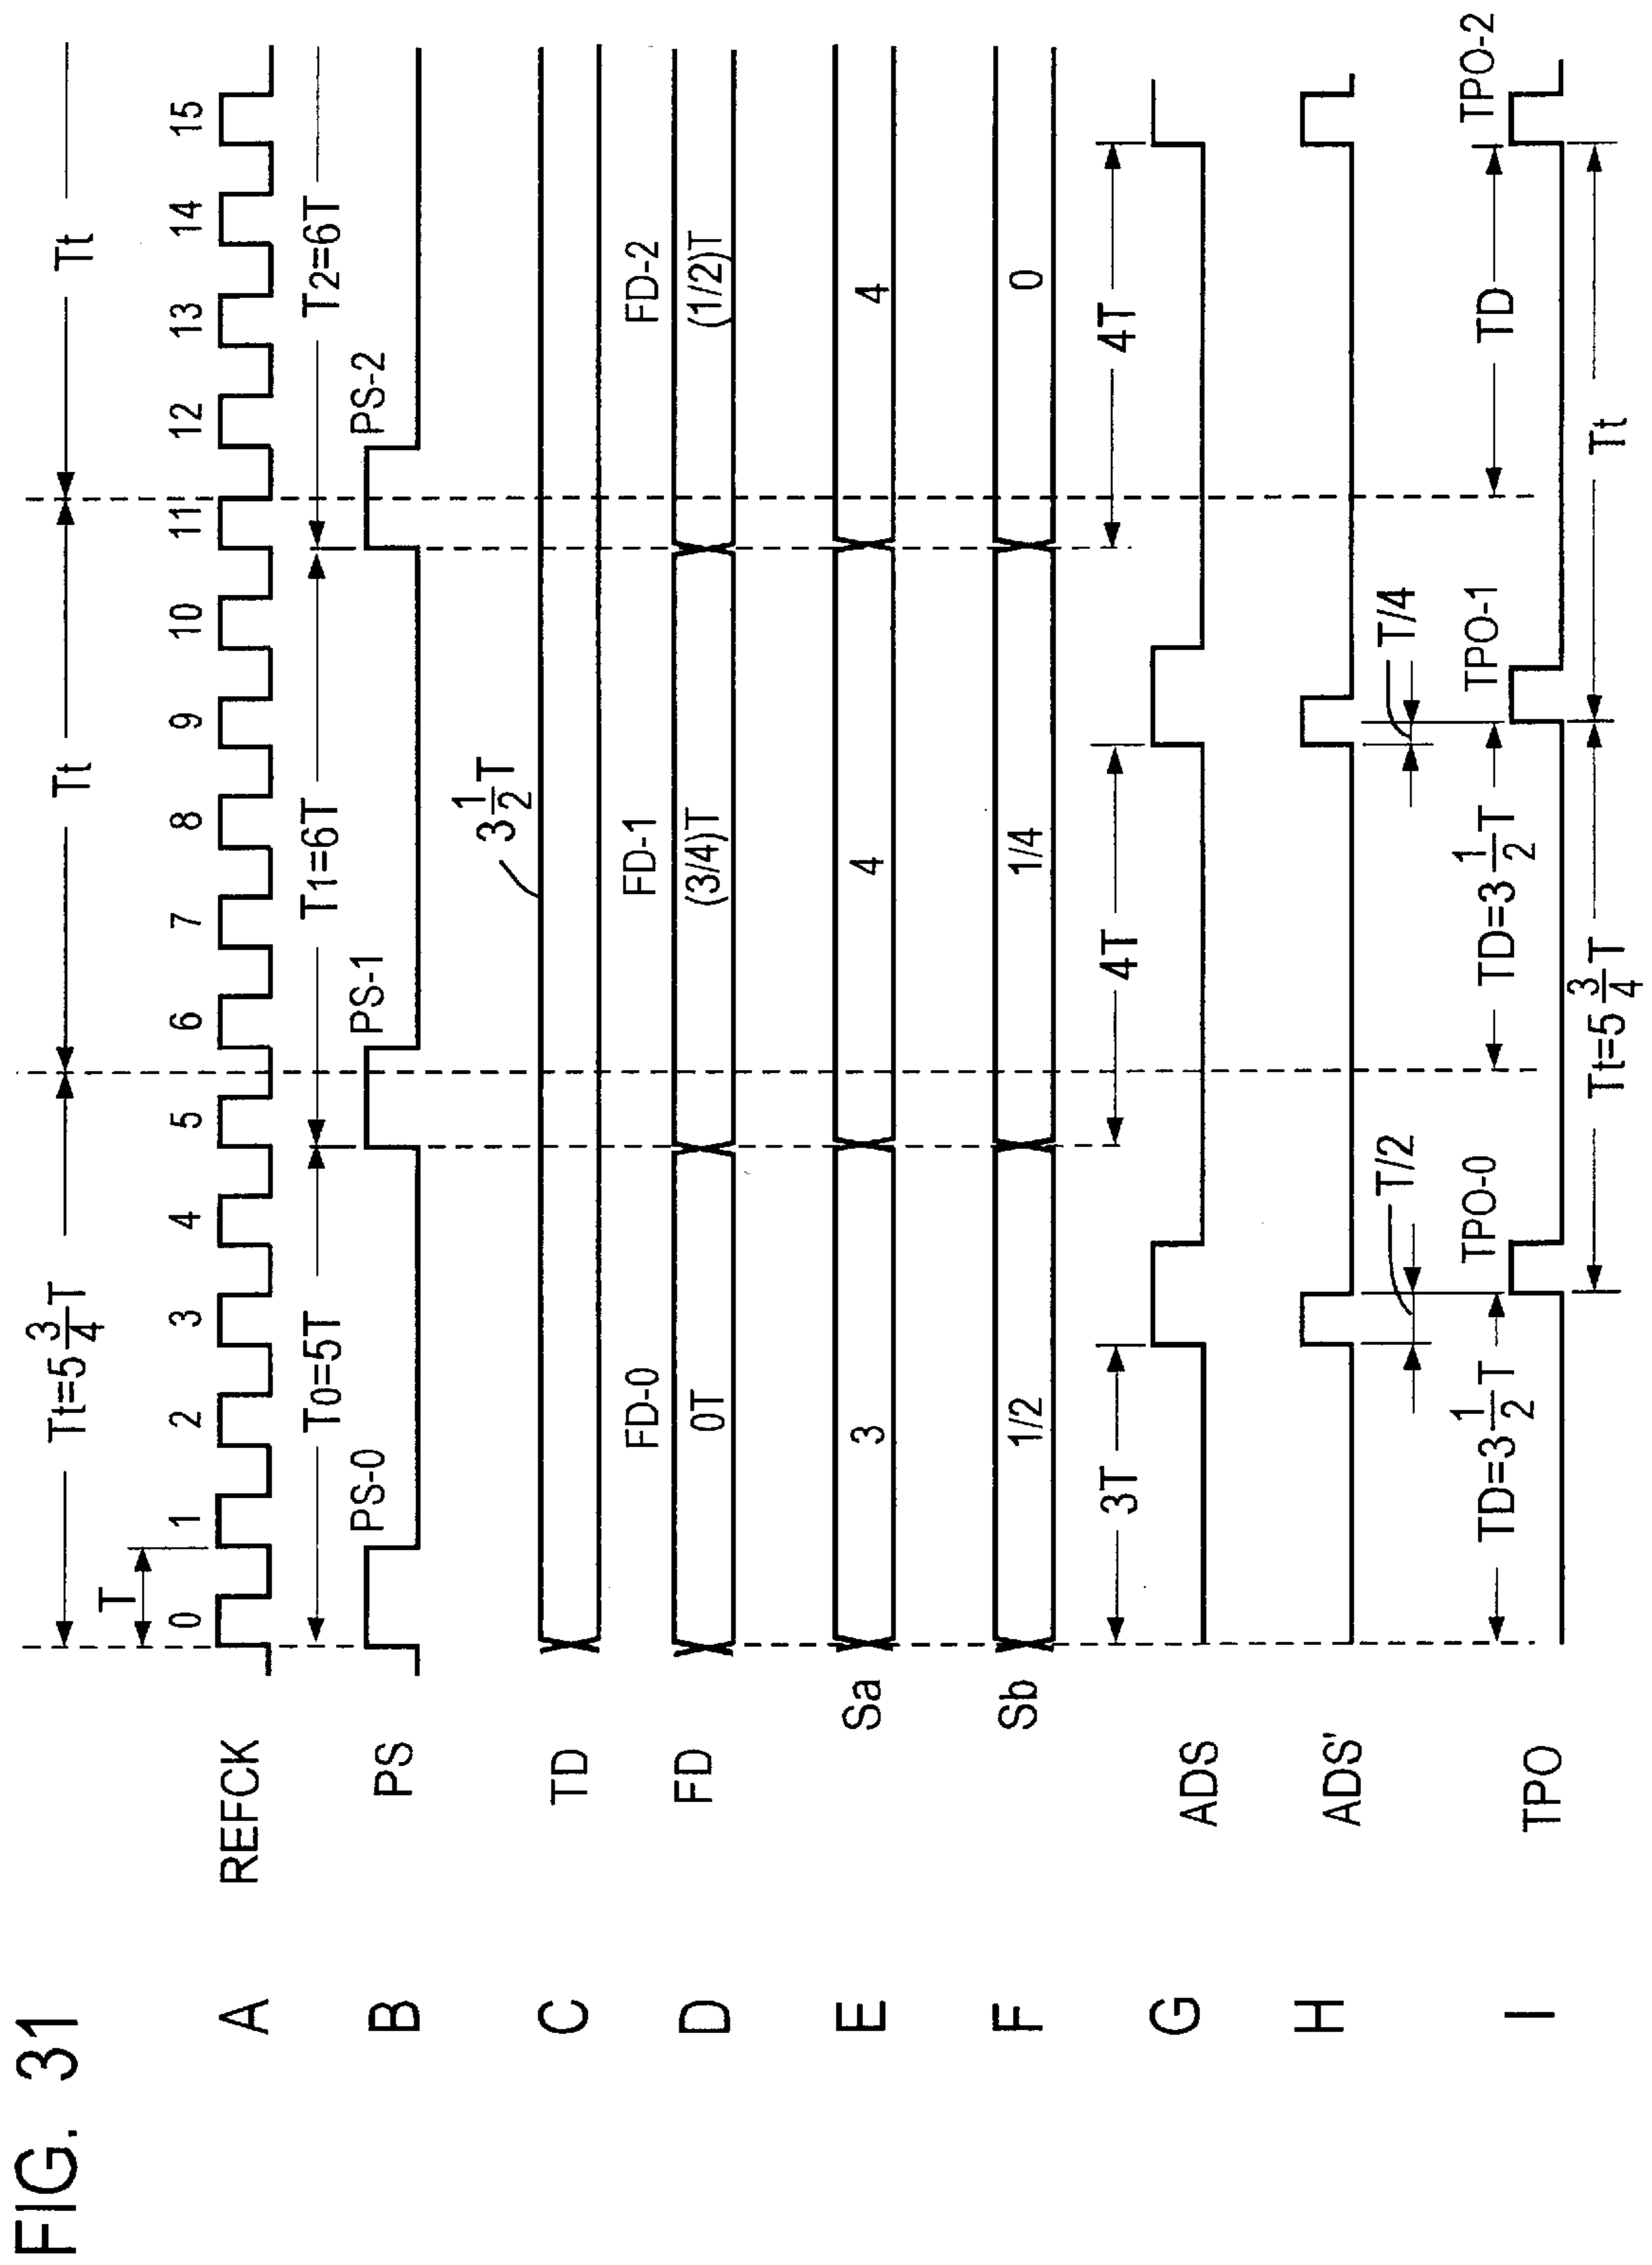 FIG. 31
Tt=5 3/4 T Tt Tt
T
0 1 2 3 4 5 6 7 8 9 10 11 12 13 14 15
A REFCK
T0=5T T1=6T T2=6T
PS-0 PS-1 PS-2
B PS
3 1/2 T
C TD
FD-0 FD-1 FD-2
D FD 0T (3/4)T (1/2)T
E Sa 3 4 4
F Sb 1/2 1/4 0
3T 4T 4T
G ADS
H ADS'
T/2 T/4
TPO-0 TPO-1 TPO-2
TD=3 1/2 T TD=3 1/2 T TD
I TPO
Tt=5 3/4 T Tt